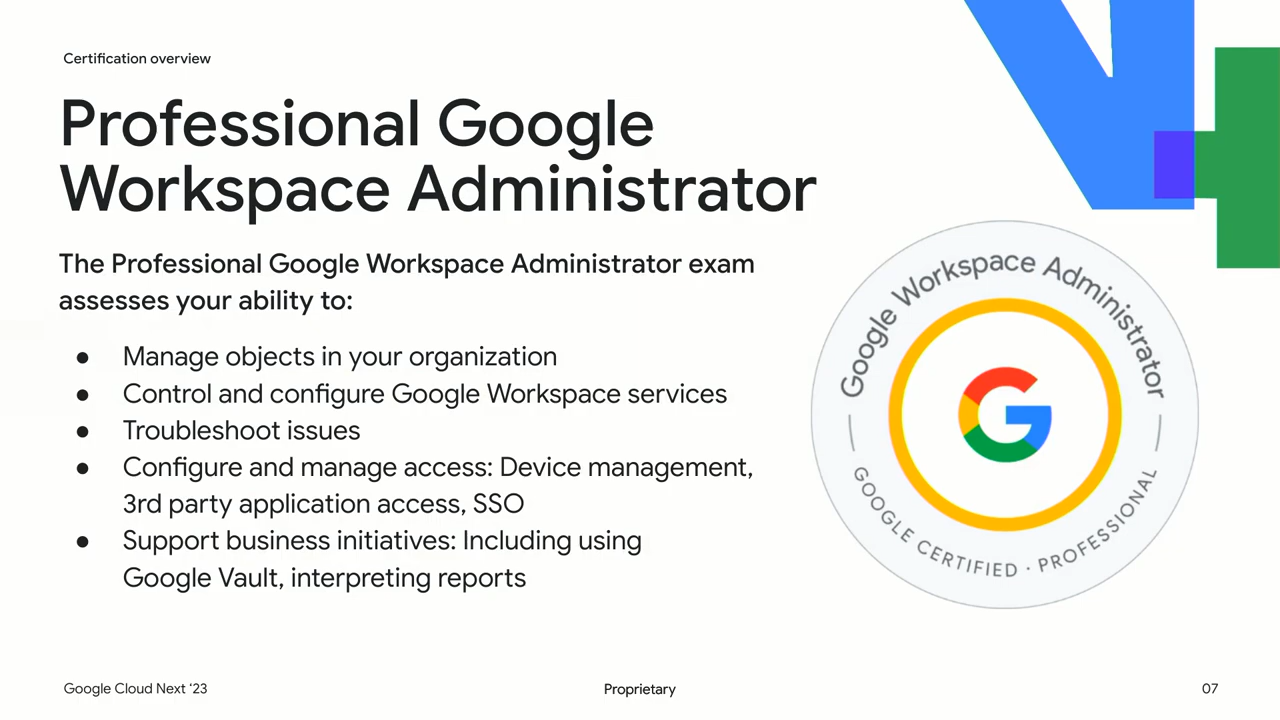 Certification overview
Professional Google
Workspace Administrator
The Professional Google Workspace Administrator exam
assesses your ability to:
● Manage objects in your organization
● Control and configure Google Workspace services
● Troubleshoot issues
● Configure and manage access: Device management,
3rd party application access, SSO
● Support business initiatives: Including using
Google Vault, interpreting reports
Google Workspace Administrator
GOOGLE CERTIFIED · PROFESSIONAL
Google Cloud Next ‘23
Proprietary
07